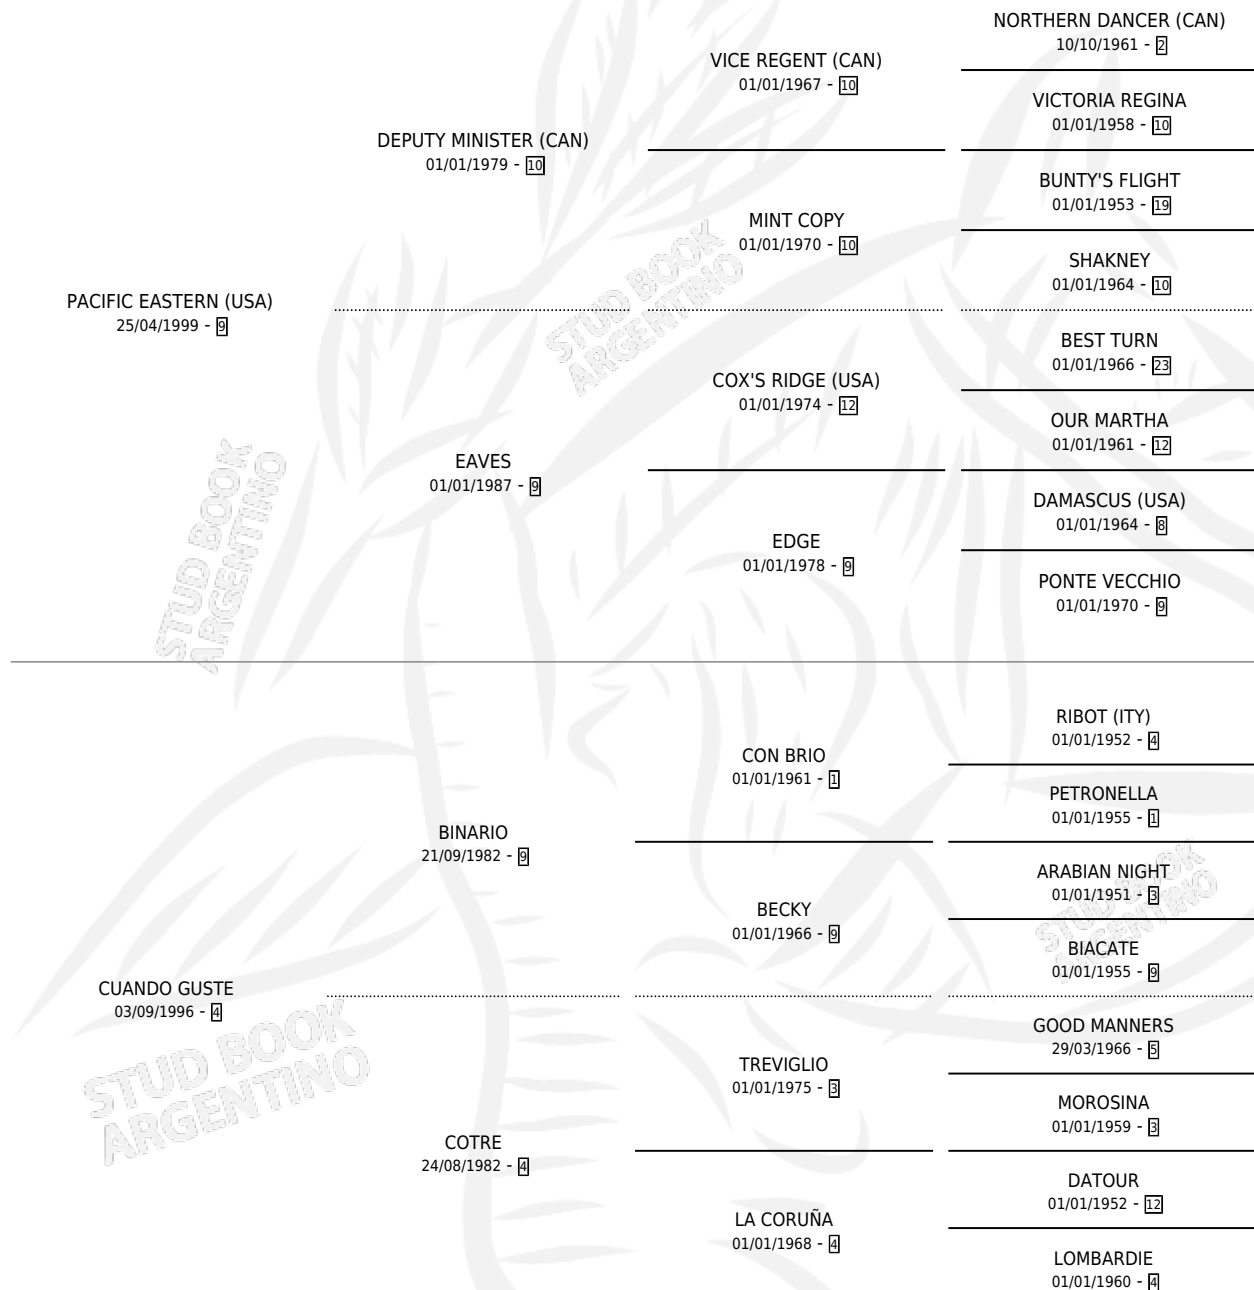 NORTHERN DANCER (CAN)
10/10/1961 - 2
VICE REGENT (CAN)
01/01/1967 - 10
VICTORIA REGINA
01/01/1958 - 10
DEPUTY MINISTER (CAN)
01/01/1979 - 10
BUNTY'S FLIGHT
01/01/1953 - 19
MINT COPY
01/01/1970 - 10
SHAKNEY
01/01/1964 - 10
PACIFIC EASTERN (USA)
25/04/1999 - 9
BEST TURN
01/01/1966 - 23
COX'S RIDGE (USA)
01/01/1974 - 12
OUR MARTHA
01/01/1961 - 12
EAVES
01/01/1987 - 9
DAMASCUS (USA)
01/01/1964 - 8
EDGE
01/01/1978 - 9
PONTE VECCHIO
01/01/1970 - 9
RIBOT (ITY)
01/01/1952 - 4
CON BRIO
01/01/1961 - 1
PETRONELLA
01/01/1955 - 1
BINARIO
21/09/1982 - 9
ARABIAN NIGHT
01/01/1951 - 3
BECKY
01/01/1966 - 9
BIACATE
01/01/1955 - 9
CUANDO GUSTE
03/09/1996 - 4
GOOD MANNERS
29/03/1966 - 5
TREVIGLIO
01/01/1975 - 3
MOROSINA
01/01/1959 - 3
COTRE
24/08/1982 - 4
DATOUR
01/01/1952 - 12
LA CORUÑA
01/01/1968 - 4
LOMBARDIE
01/01/1960 - 4
STUD BOOK
ARGENTINO
STUD BOOK
ARGENTINO
STUD BOOK
ARGENTINO
STUD BOOK
ARGENTINO